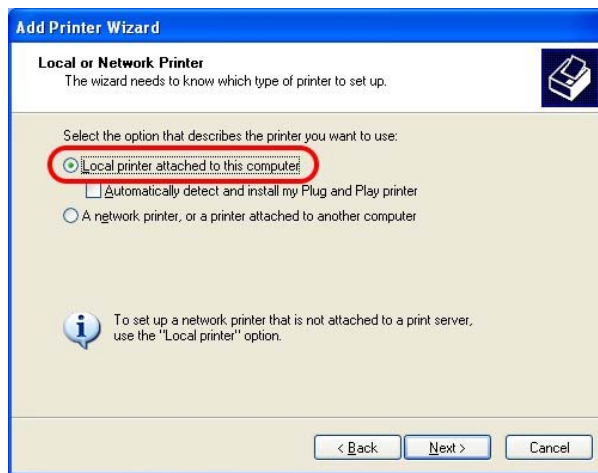 Add Printer Wizard
Local or Network Printer
The wizard needs to know which type of printer to set up.
Select the option that describes the printer you want to use:
Local printer attached to this computer
Automatically detect and install my Plug and Play printer
A network printer, or a printer attached to another computer
To set up a network printer that is not attached to a print server,
use the "Local printer" option.
< Back
Next >
Cancel